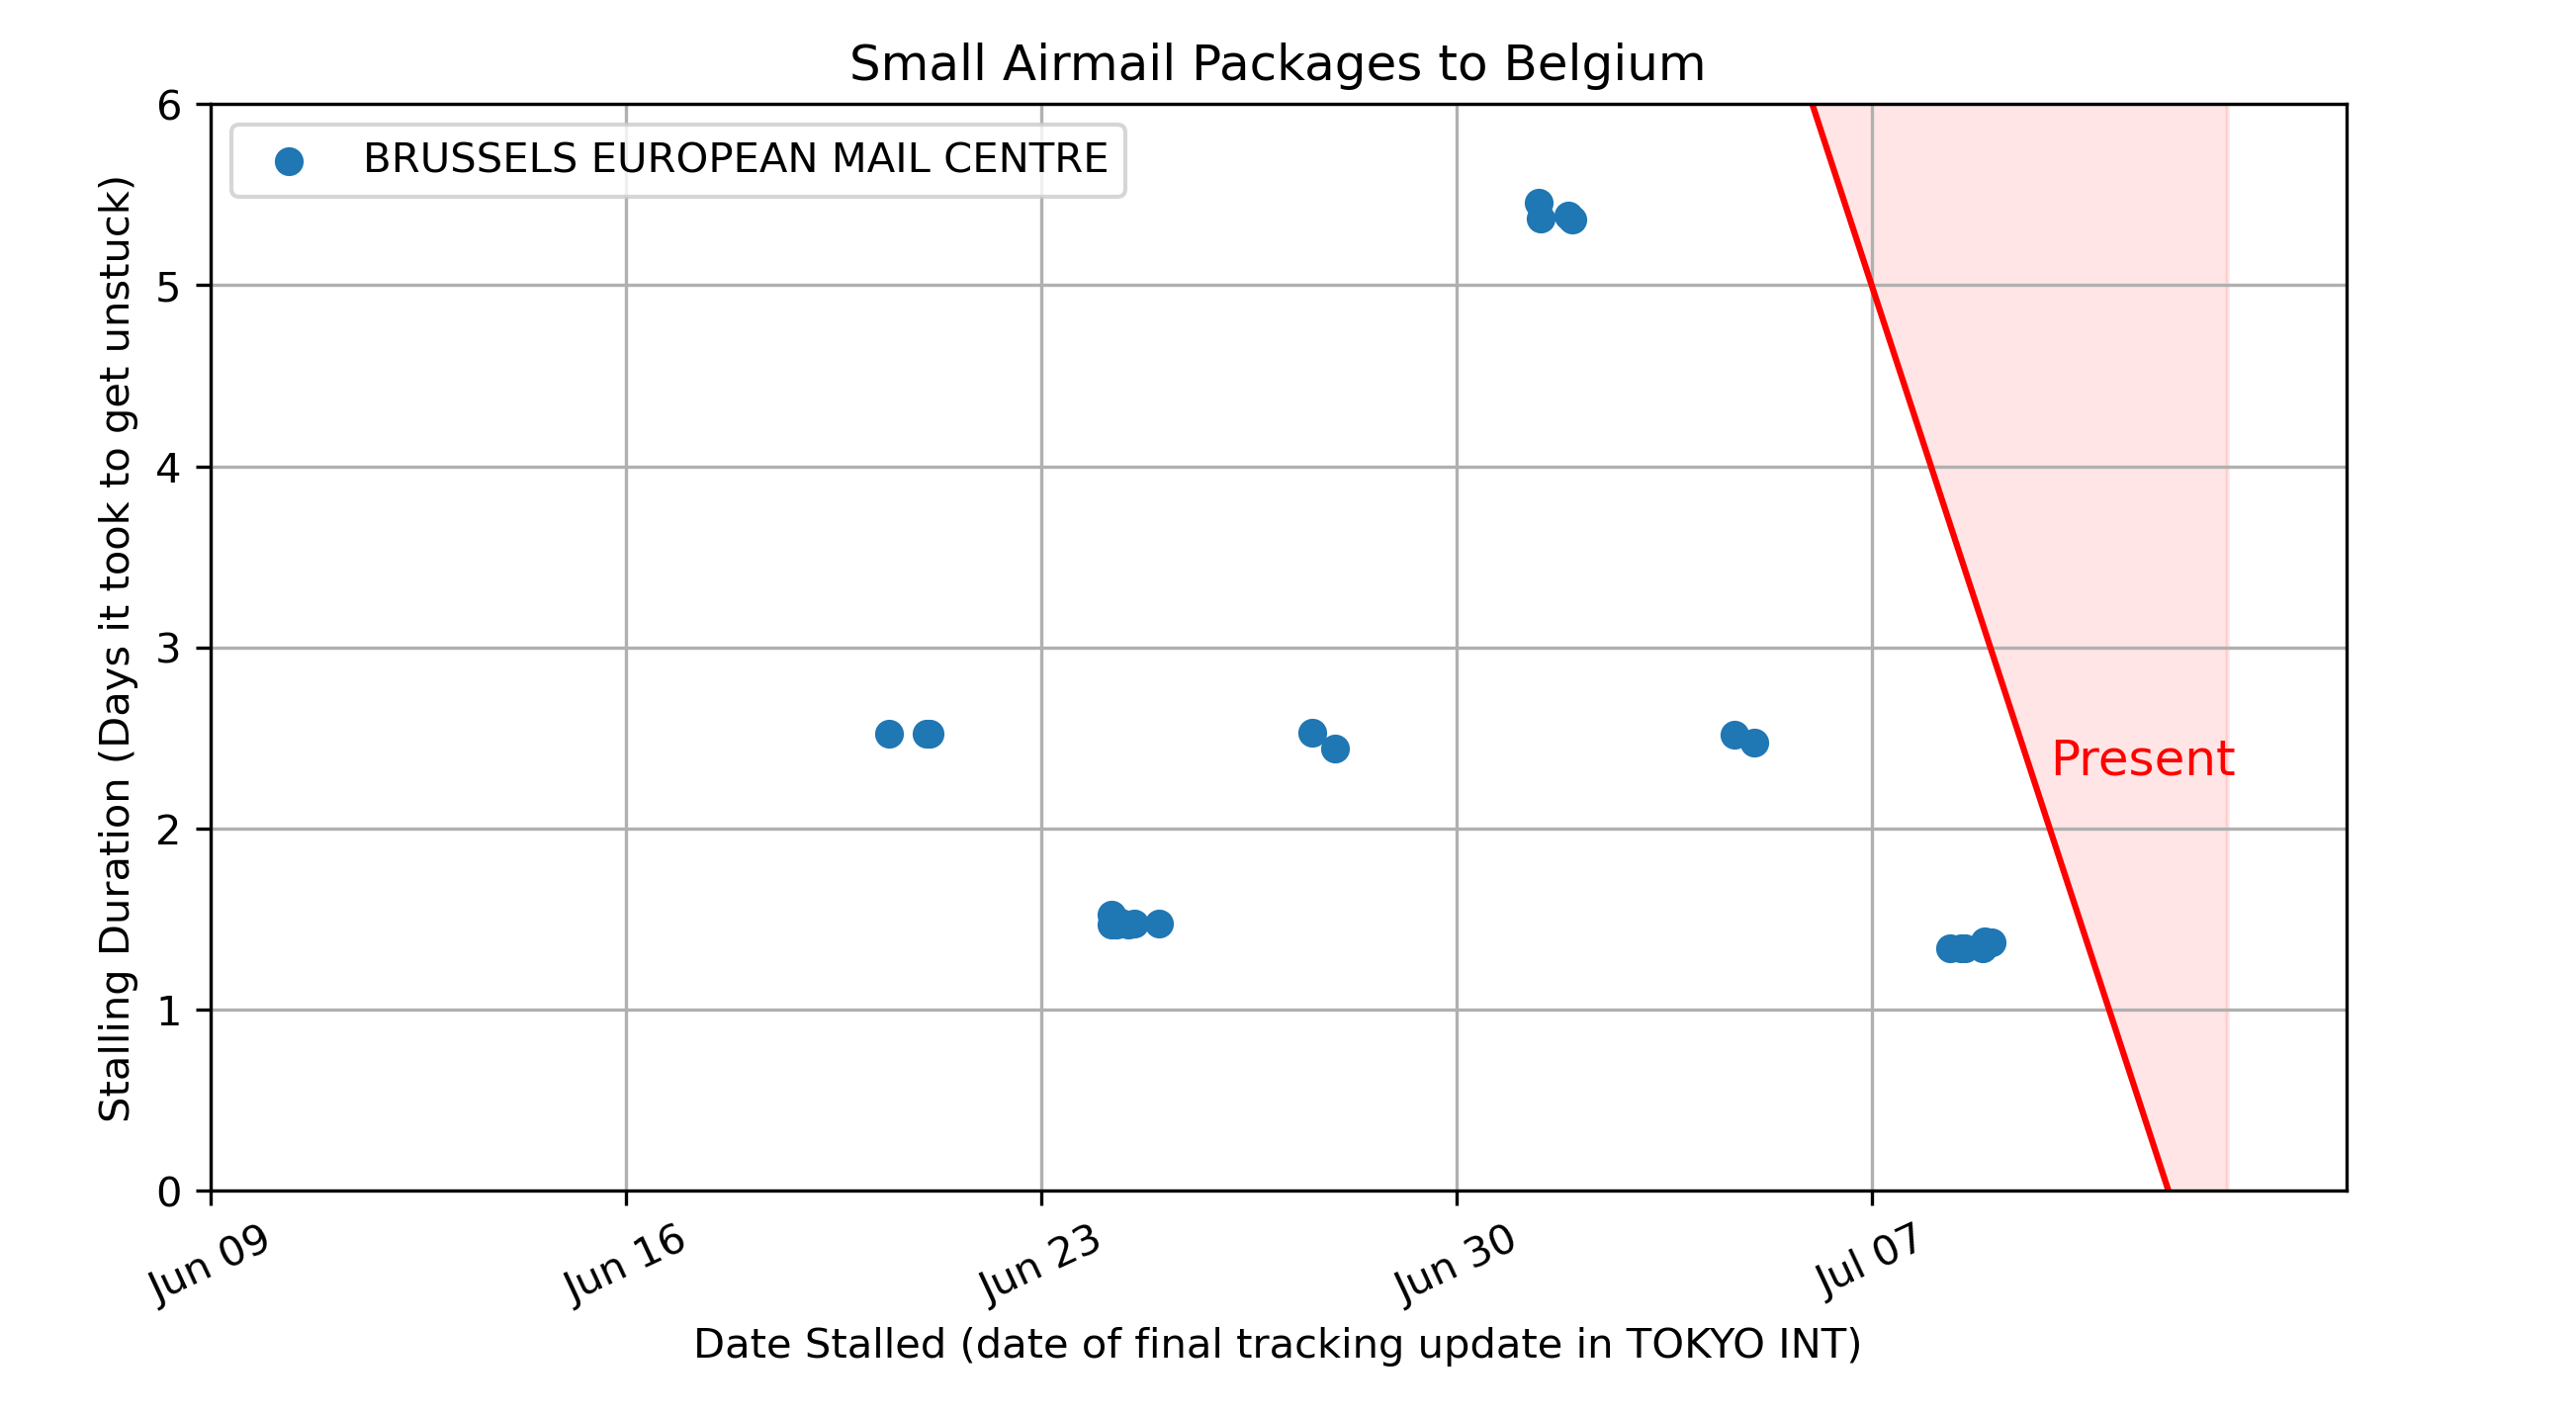 Small Airmail Packages to Belgium
BRUSSELS EUROPEAN MAIL CENTRE
Stalling Duration (Days it took to get unstuck)
6
5
4
3
2
1
0
Present
Jun 09
Jun 16
Jun 23
Jun 30
Jul 07
Date Stalled (date of final tracking update in TOKYO INT)